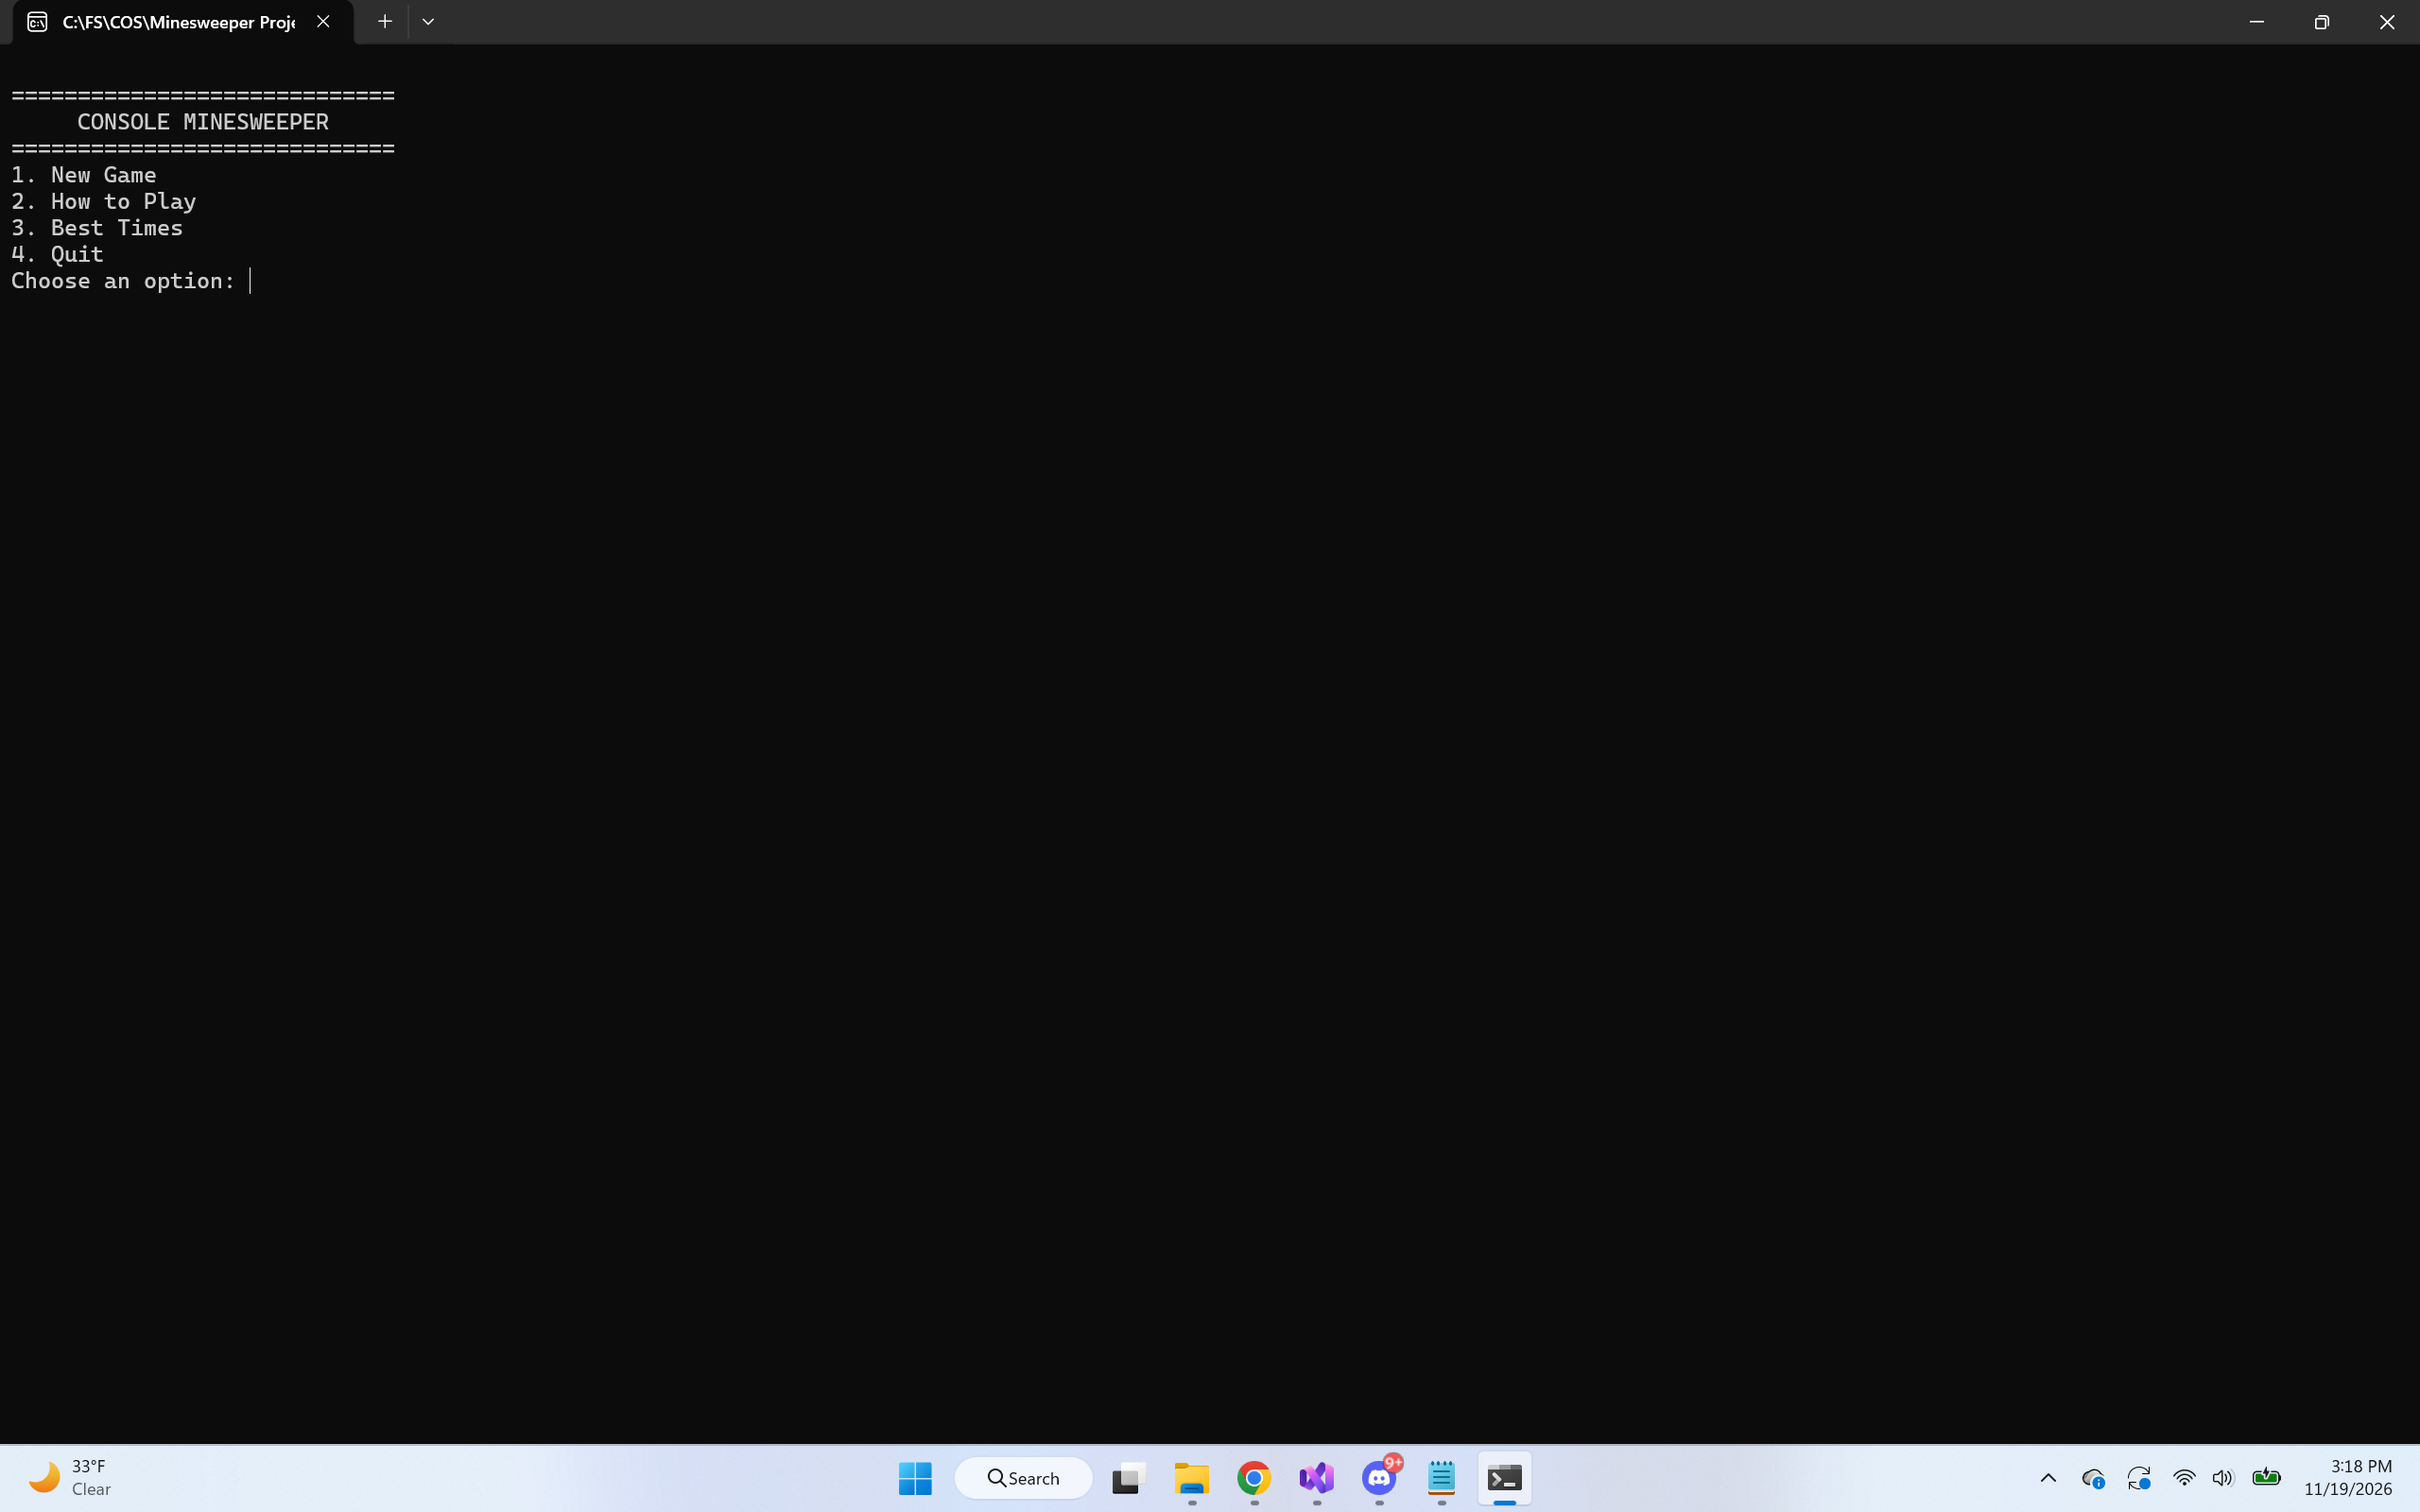 C:\FS\COS\Minesweeper Proje
=============================
CONSOLE MINESWEEPER
=============================
1. New Game
2. How to Play
3. Best Times
4. Quit
Choose an option:
33°F
Clear
Search
9+
3:18 PM
11/19/2026